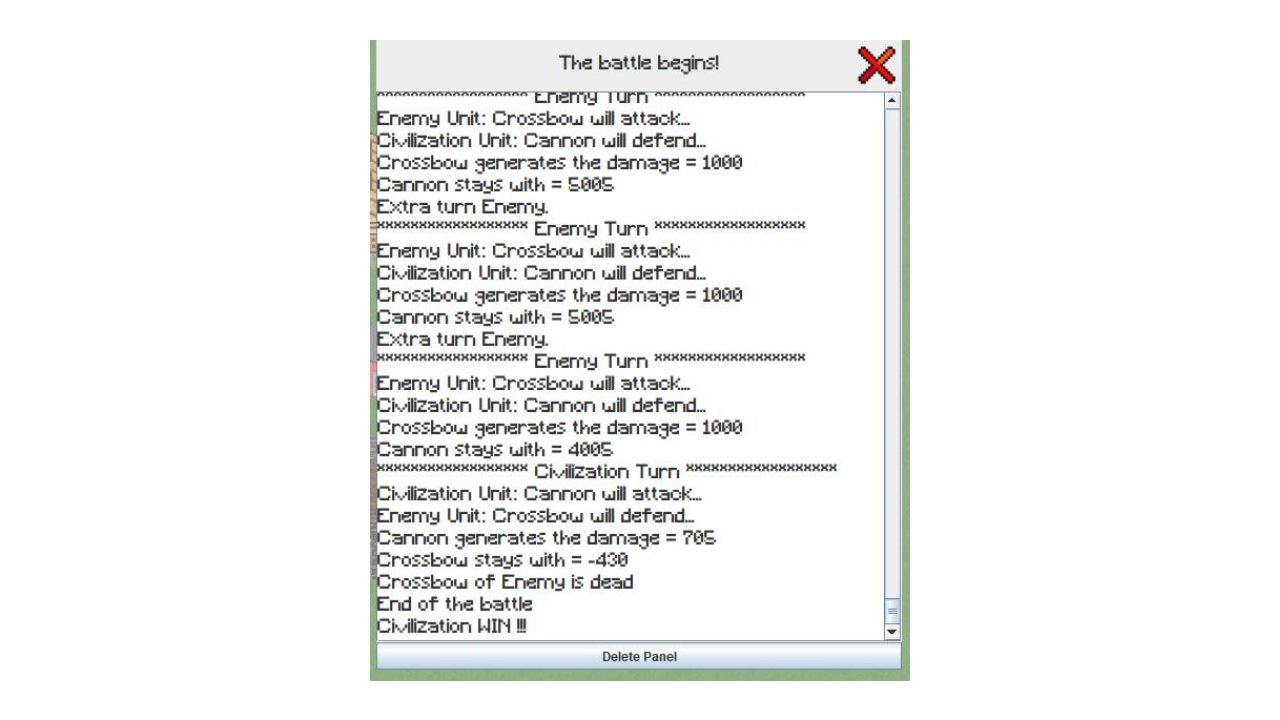 The battle begins!
****************** Enemy Turn ******************
Enemy Unit: Crossbow will attack...
Civilization Unit: Cannon will defend...
Crossbow generates the damage = 1000
Cannon stays with = 5005
Extra turn Enemy.
****************** Enemy Turn ******************
Enemy Unit: Crossbow will attack...
Civilization Unit: Cannon will defend...
Crossbow generates the damage = 1000
Cannon stays with = 5005
Extra turn Enemy.
****************** Enemy Turn ******************
Enemy Unit: Crossbow will attack...
Civilization Unit: Cannon will defend...
Crossbow generates the damage = 1000
Cannon stays with = 4005
****************** Civilization Turn ******************
Civilization Unit: Cannon will attack...
Enemy Unit: Crossbow will defend...
Cannon generates the damage = 705
Crossbow stays with = -430
Crossbow of Enemy is dead
End of the battle
Civilization WIN !!!
Delete Panel